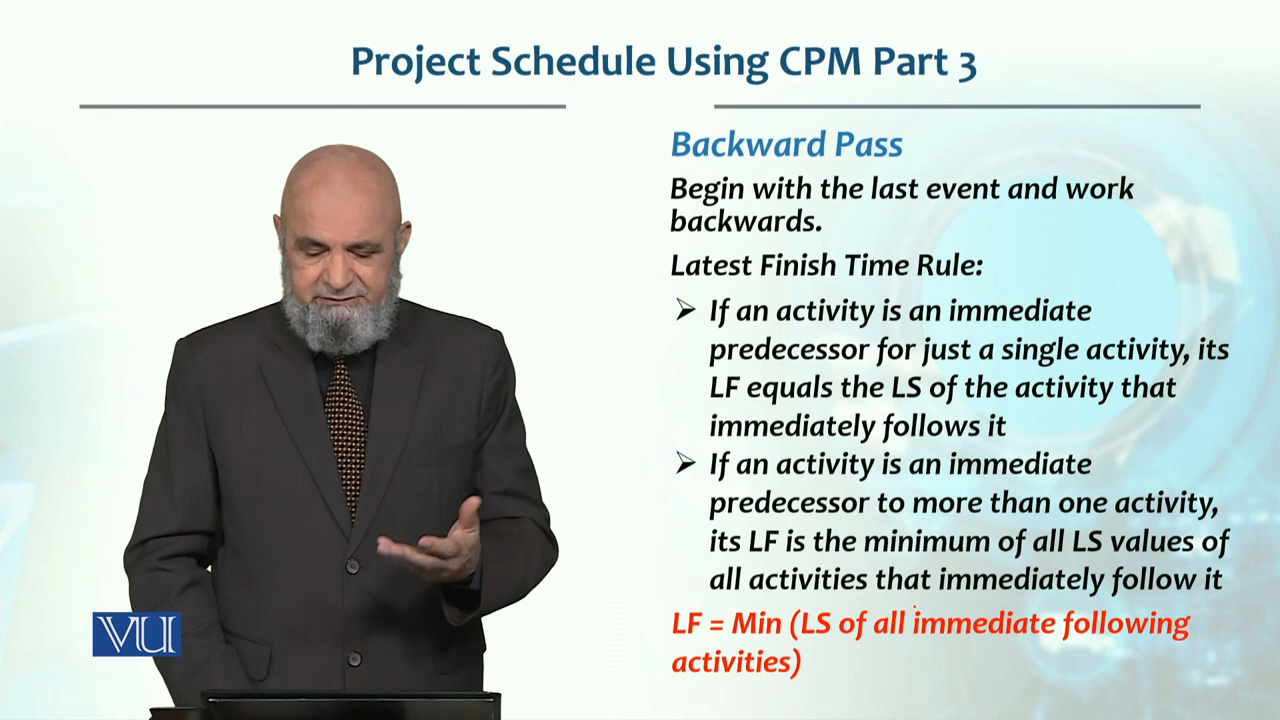 Project Schedule Using CPM Part 3
Backward Pass
Begin with the last event and work
backwards.
Latest Finish Time Rule:
➢ If an activity is an immediate
predecessor for just a single activity, its
LF equals the LS of the activity that
immediately follows it
➢ If an activity is an immediate
predecessor to more than one activity,
its LF is the minimum of all LS values of
all activities that immediately follow it
LF = Min (LS of all immediate following
activities)
VU